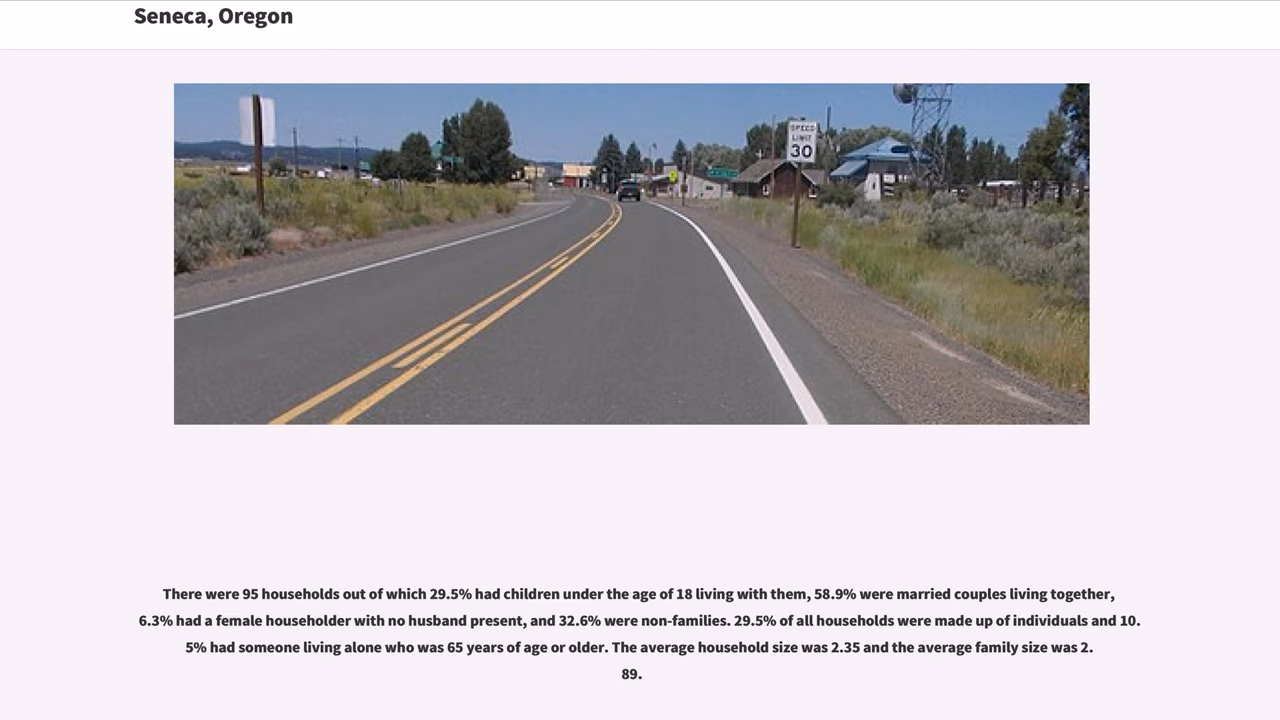 Seneca, Oregon
SPEED
LIMIT
30
There were 95 households out of which 29.5% had children under the age of 18 living with them, 58.9% were married couples living together,
6.3% had a female householder with no husband present, and 32.6% were non-families. 29.5% of all households were made up of individuals and 10.
5% had someone living alone who was 65 years of age or older. The average household size was 2.35 and the average family size was 2.
89.